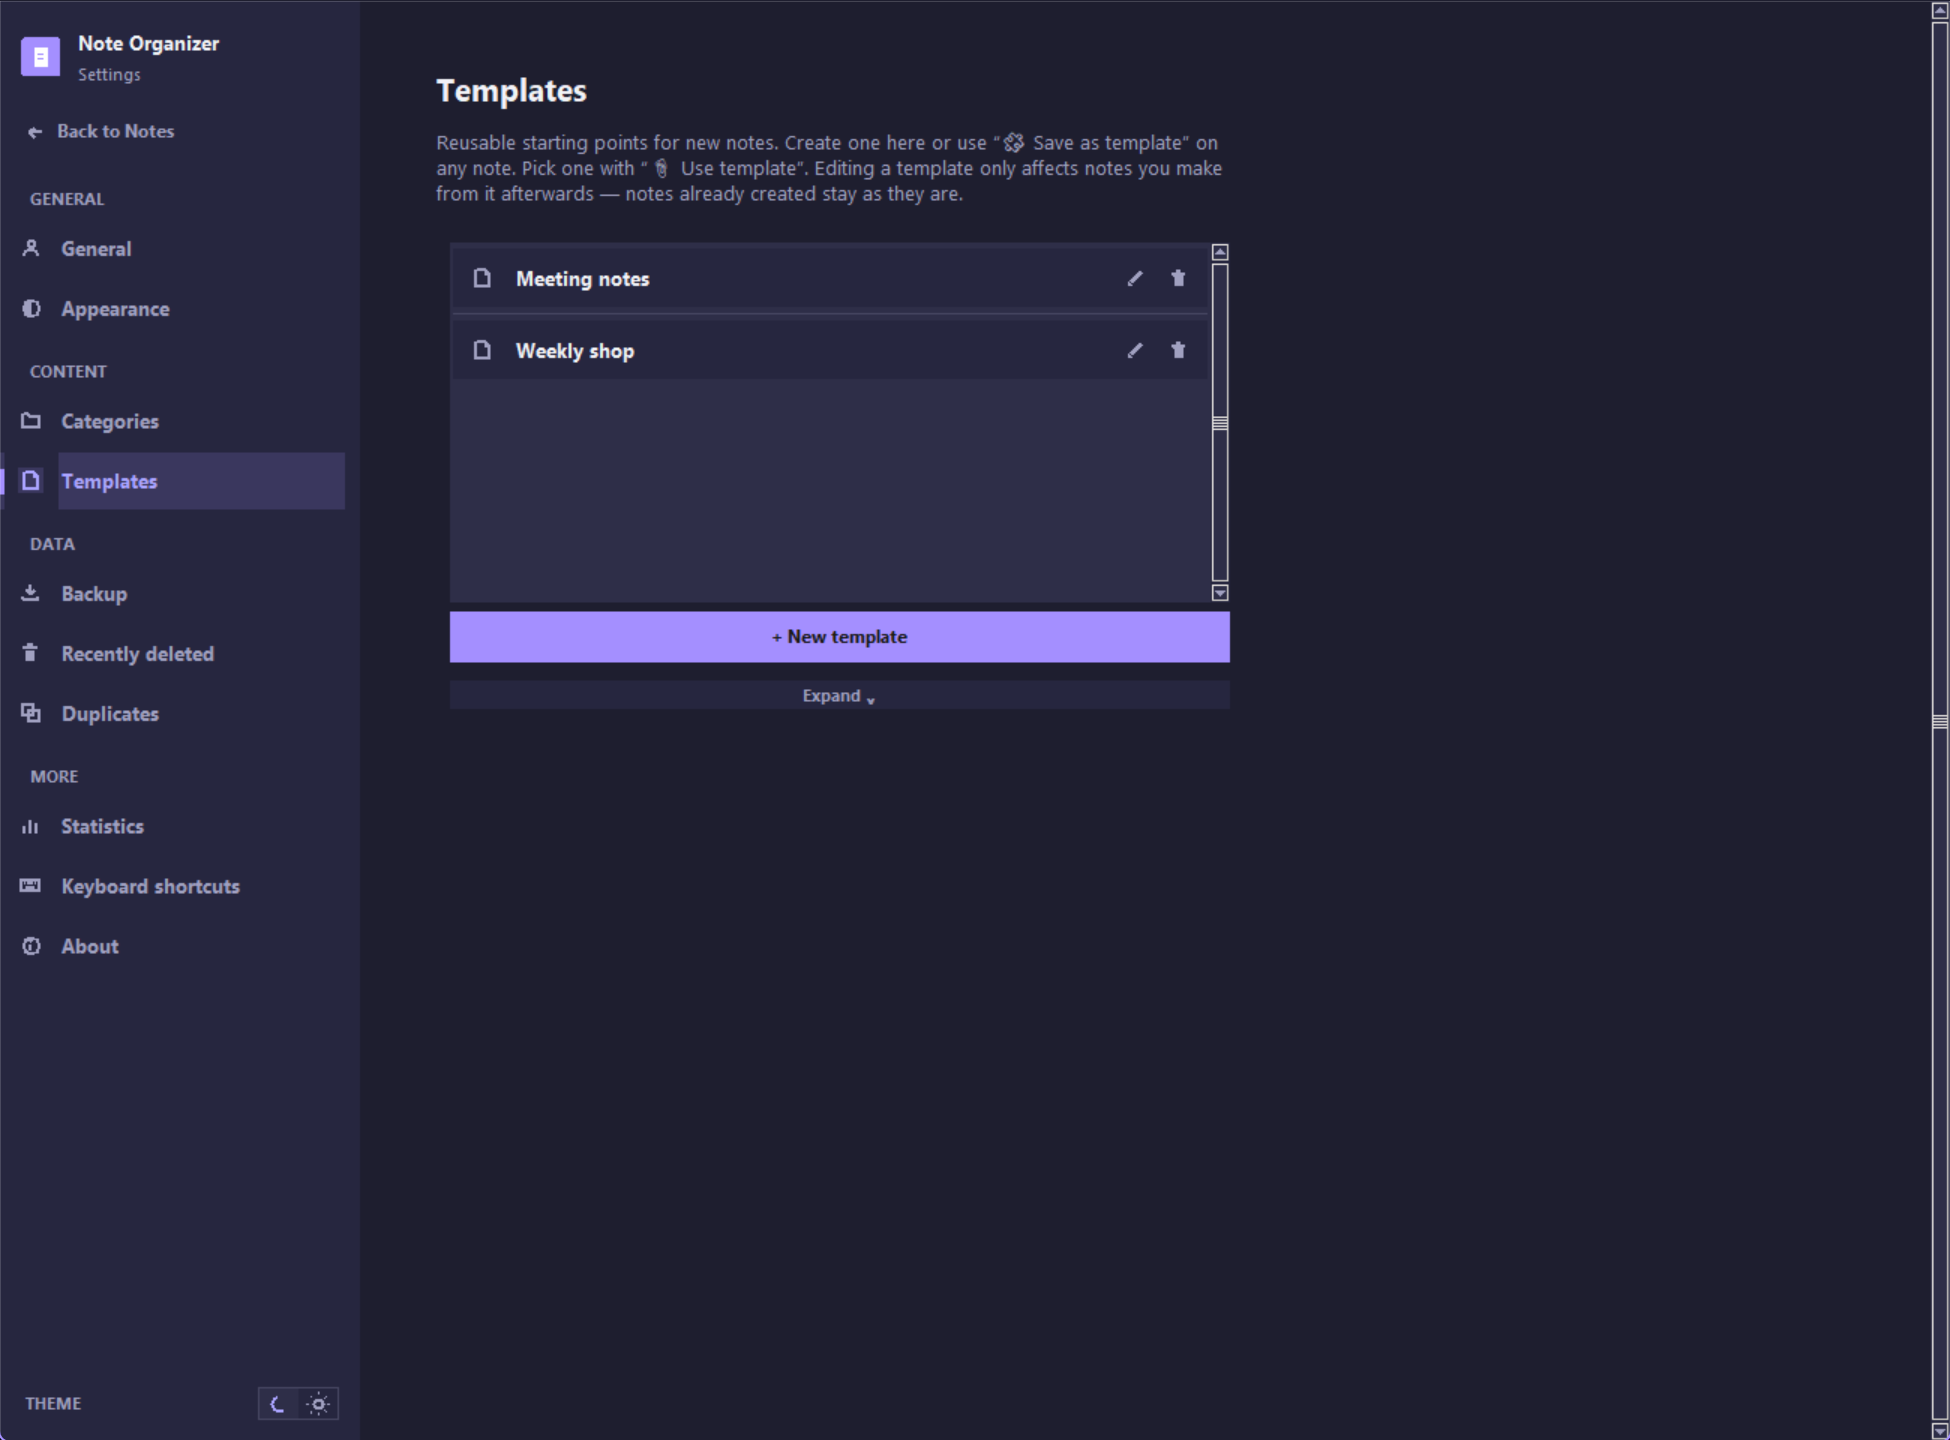 Note Organizer
Settings
Back to Notes
GENERAL
General
Appearance
CONTENT
Categories
Templates
DATA
Backup
Recently deleted
Duplicates
MORE
Statistics
Keyboard shortcuts
About
THEME
Templates
Reusable starting points for new notes. Create one here or use “ Save as template” on
any note. Pick one with “ Use template”. Editing a template only affects notes you make
from it afterwards — notes already created stay as they are.
Meeting notes
Weekly shop
+ New template
Expand